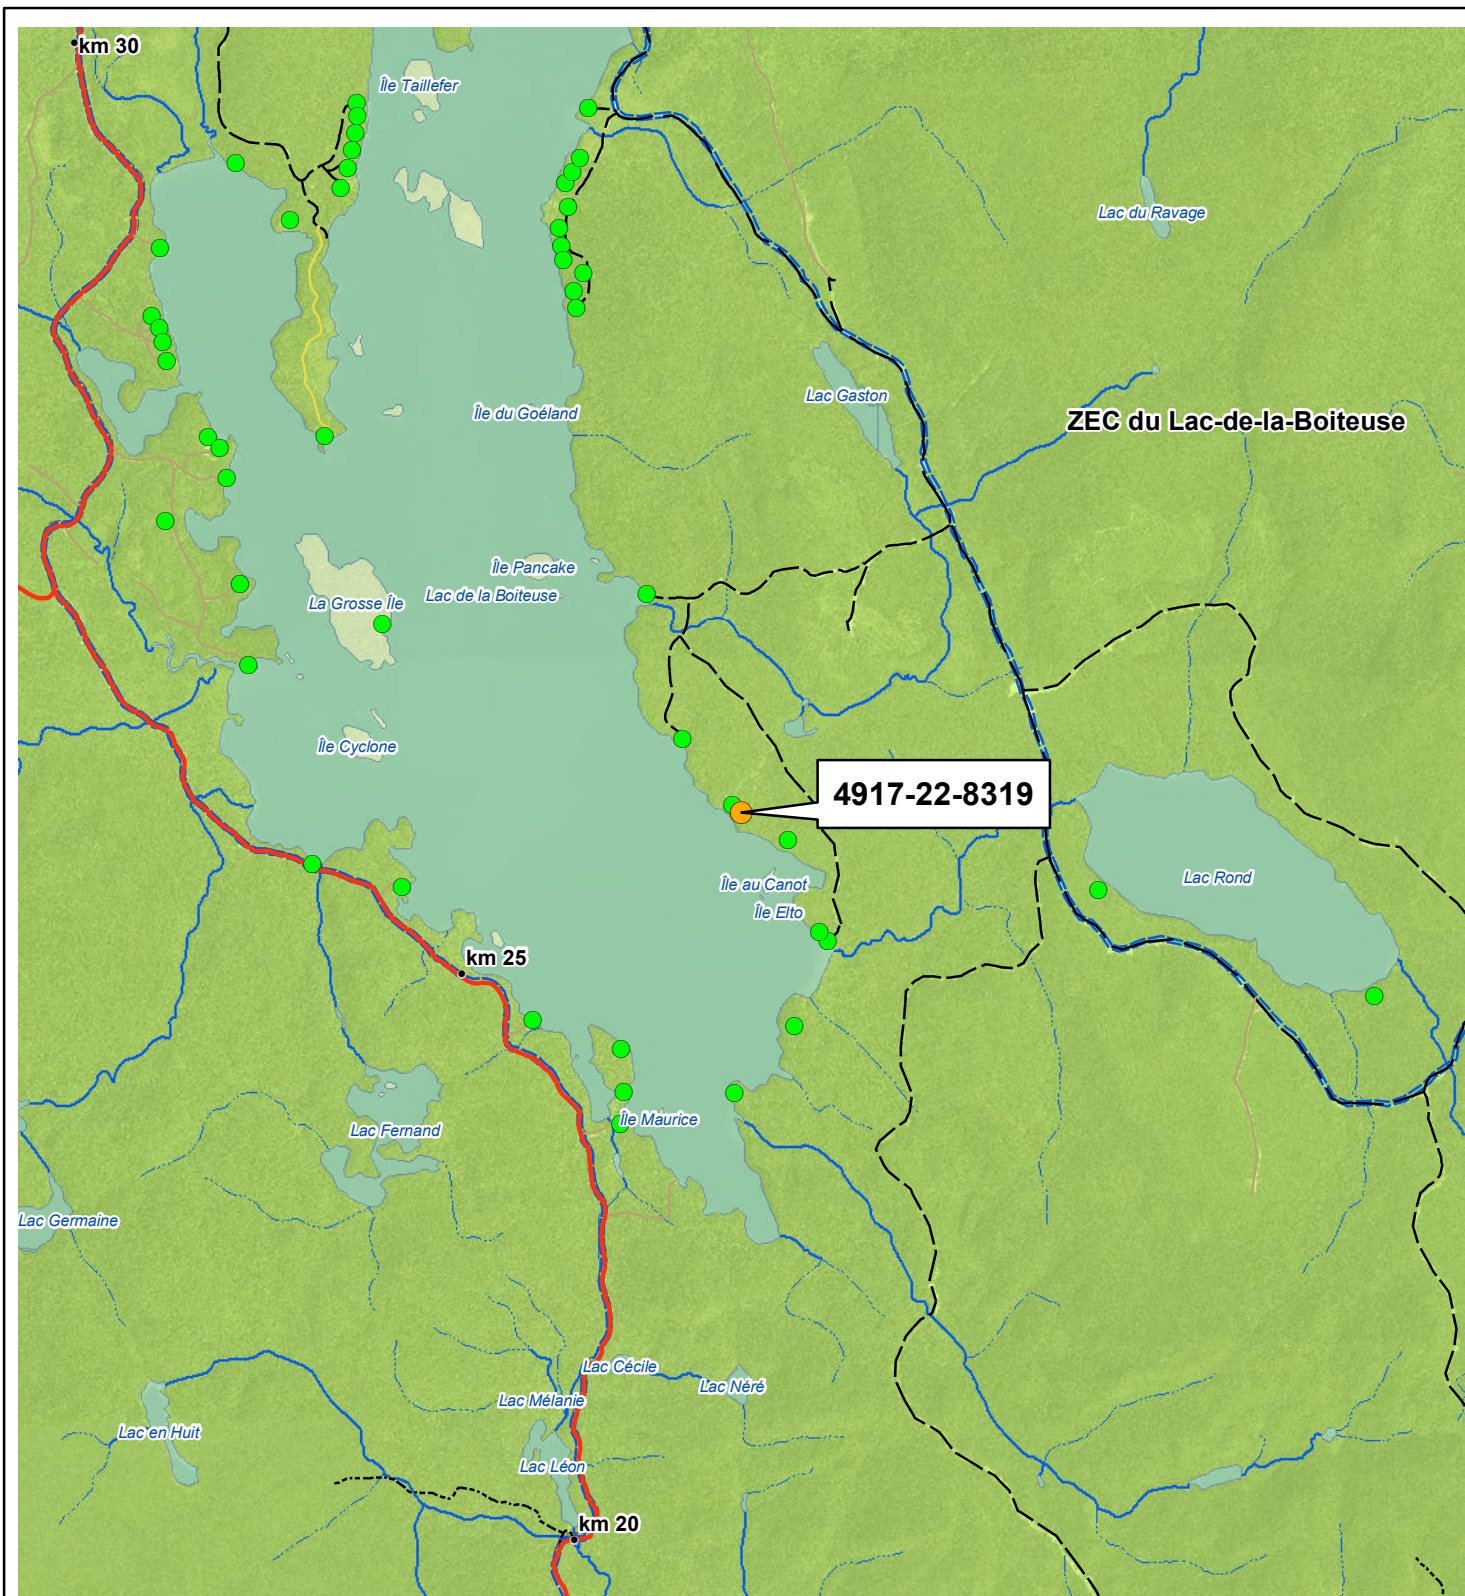 km 30
Île Taillefer
Lac du Ravage
Lac Gaston
Île du Goéland
ZEC du Lac-de-la-Boiteuse
Île Pancake
Lac de la Boiteuse
La Grosse Île
Île Cyclone
4917-22-8319
Lac Rond
Île au Canot
Île Elto
km 25
Île Maurice
Lac Fernand
Lac Germaine
Lac Cécile
Lac Néré
Lac Mélanie
Lac en Huit
Lac Léon
km 20